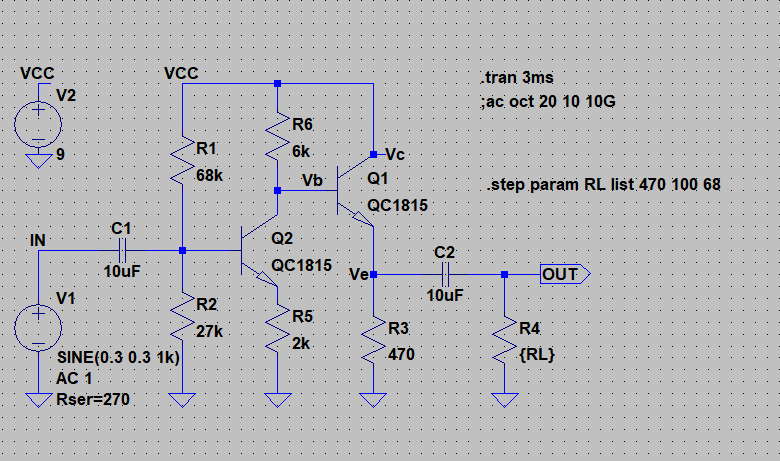 VCC
V2
9
VCC
R1
68k
R6
6k
Vb
Vc
Q1
QC1815
.tran 3ms
;ac oct 20 10 10G
.step param RL list 470 100 68
IN
C1
10uF
Q2
QC1815
Ve
C2
10uF
OUT
V1
SINE(0.3 0.3 1k)
AC 1
Rser=270
R2
27k
R5
2k
R3
470
R4
{RL}